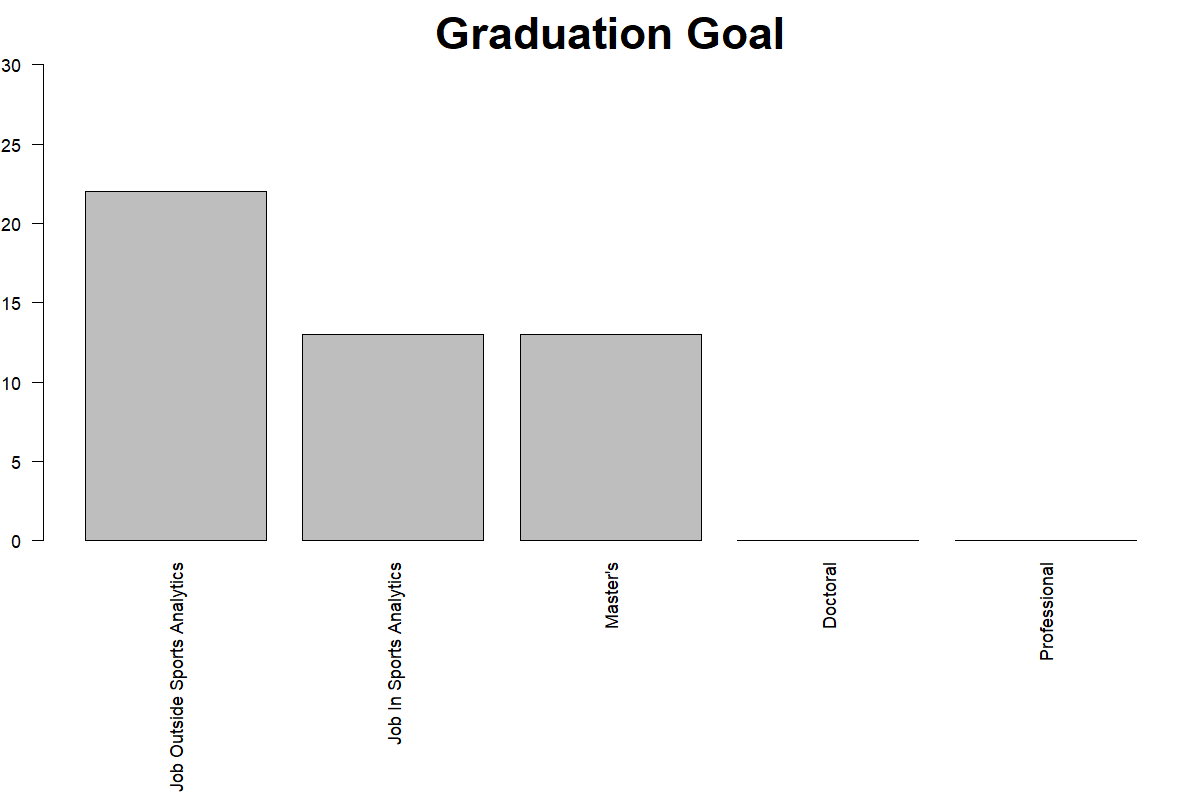 Graduation Goal
30
25
20
15
10
5
0
Job Outside Sports Analytics
Job In Sports Analytics
Master's
Doctoral
Professional